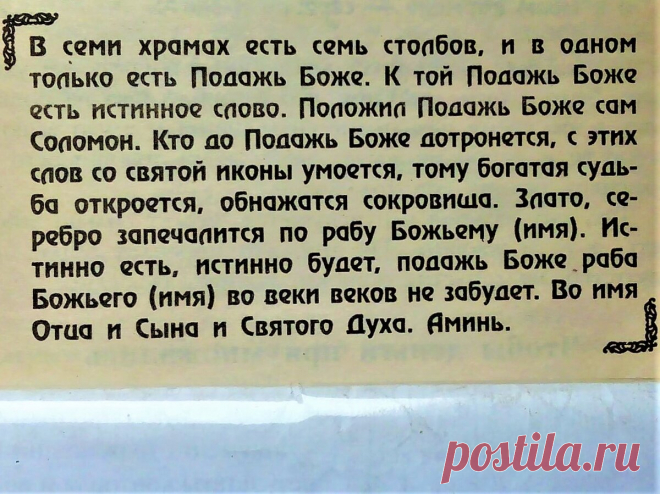 В семи храмах есть семь столбов, и в одном
только есть Подажь Боже. К той Подажь Боже
есть истинное слово. Положил Подажь Боже сам
Соломон. Кто до Подажь Боже дотронется, с этих
слов со святой иконы умоется, тому богатая судь-
ба откроется, обнажатся сокровища. Злато, се-
ребро запечалится по рабу Божьему (имя). Ис-
тинно есть, истинно будет, подажь Боже раба
Божьего (имя) во веки веков не забудет. Во имя
Отца и Сына и Святого Духа. Аминь.
postila.ru